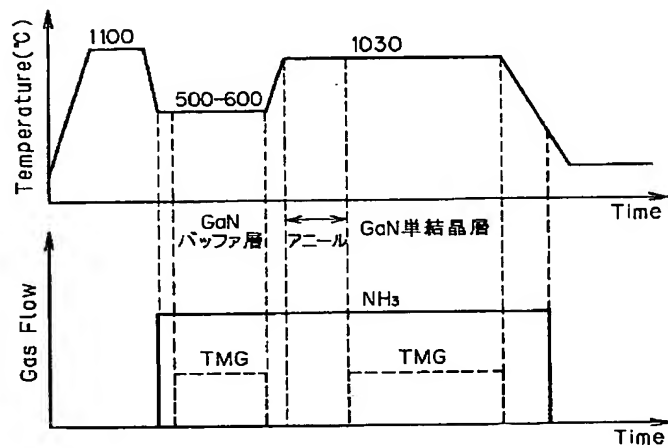 Temperature(℃)
1100
500-600
1030
Time
GaN
バッファ層
アニール
GaN単結晶層
Gas Flow
NH₃
TMG
TMG
Time